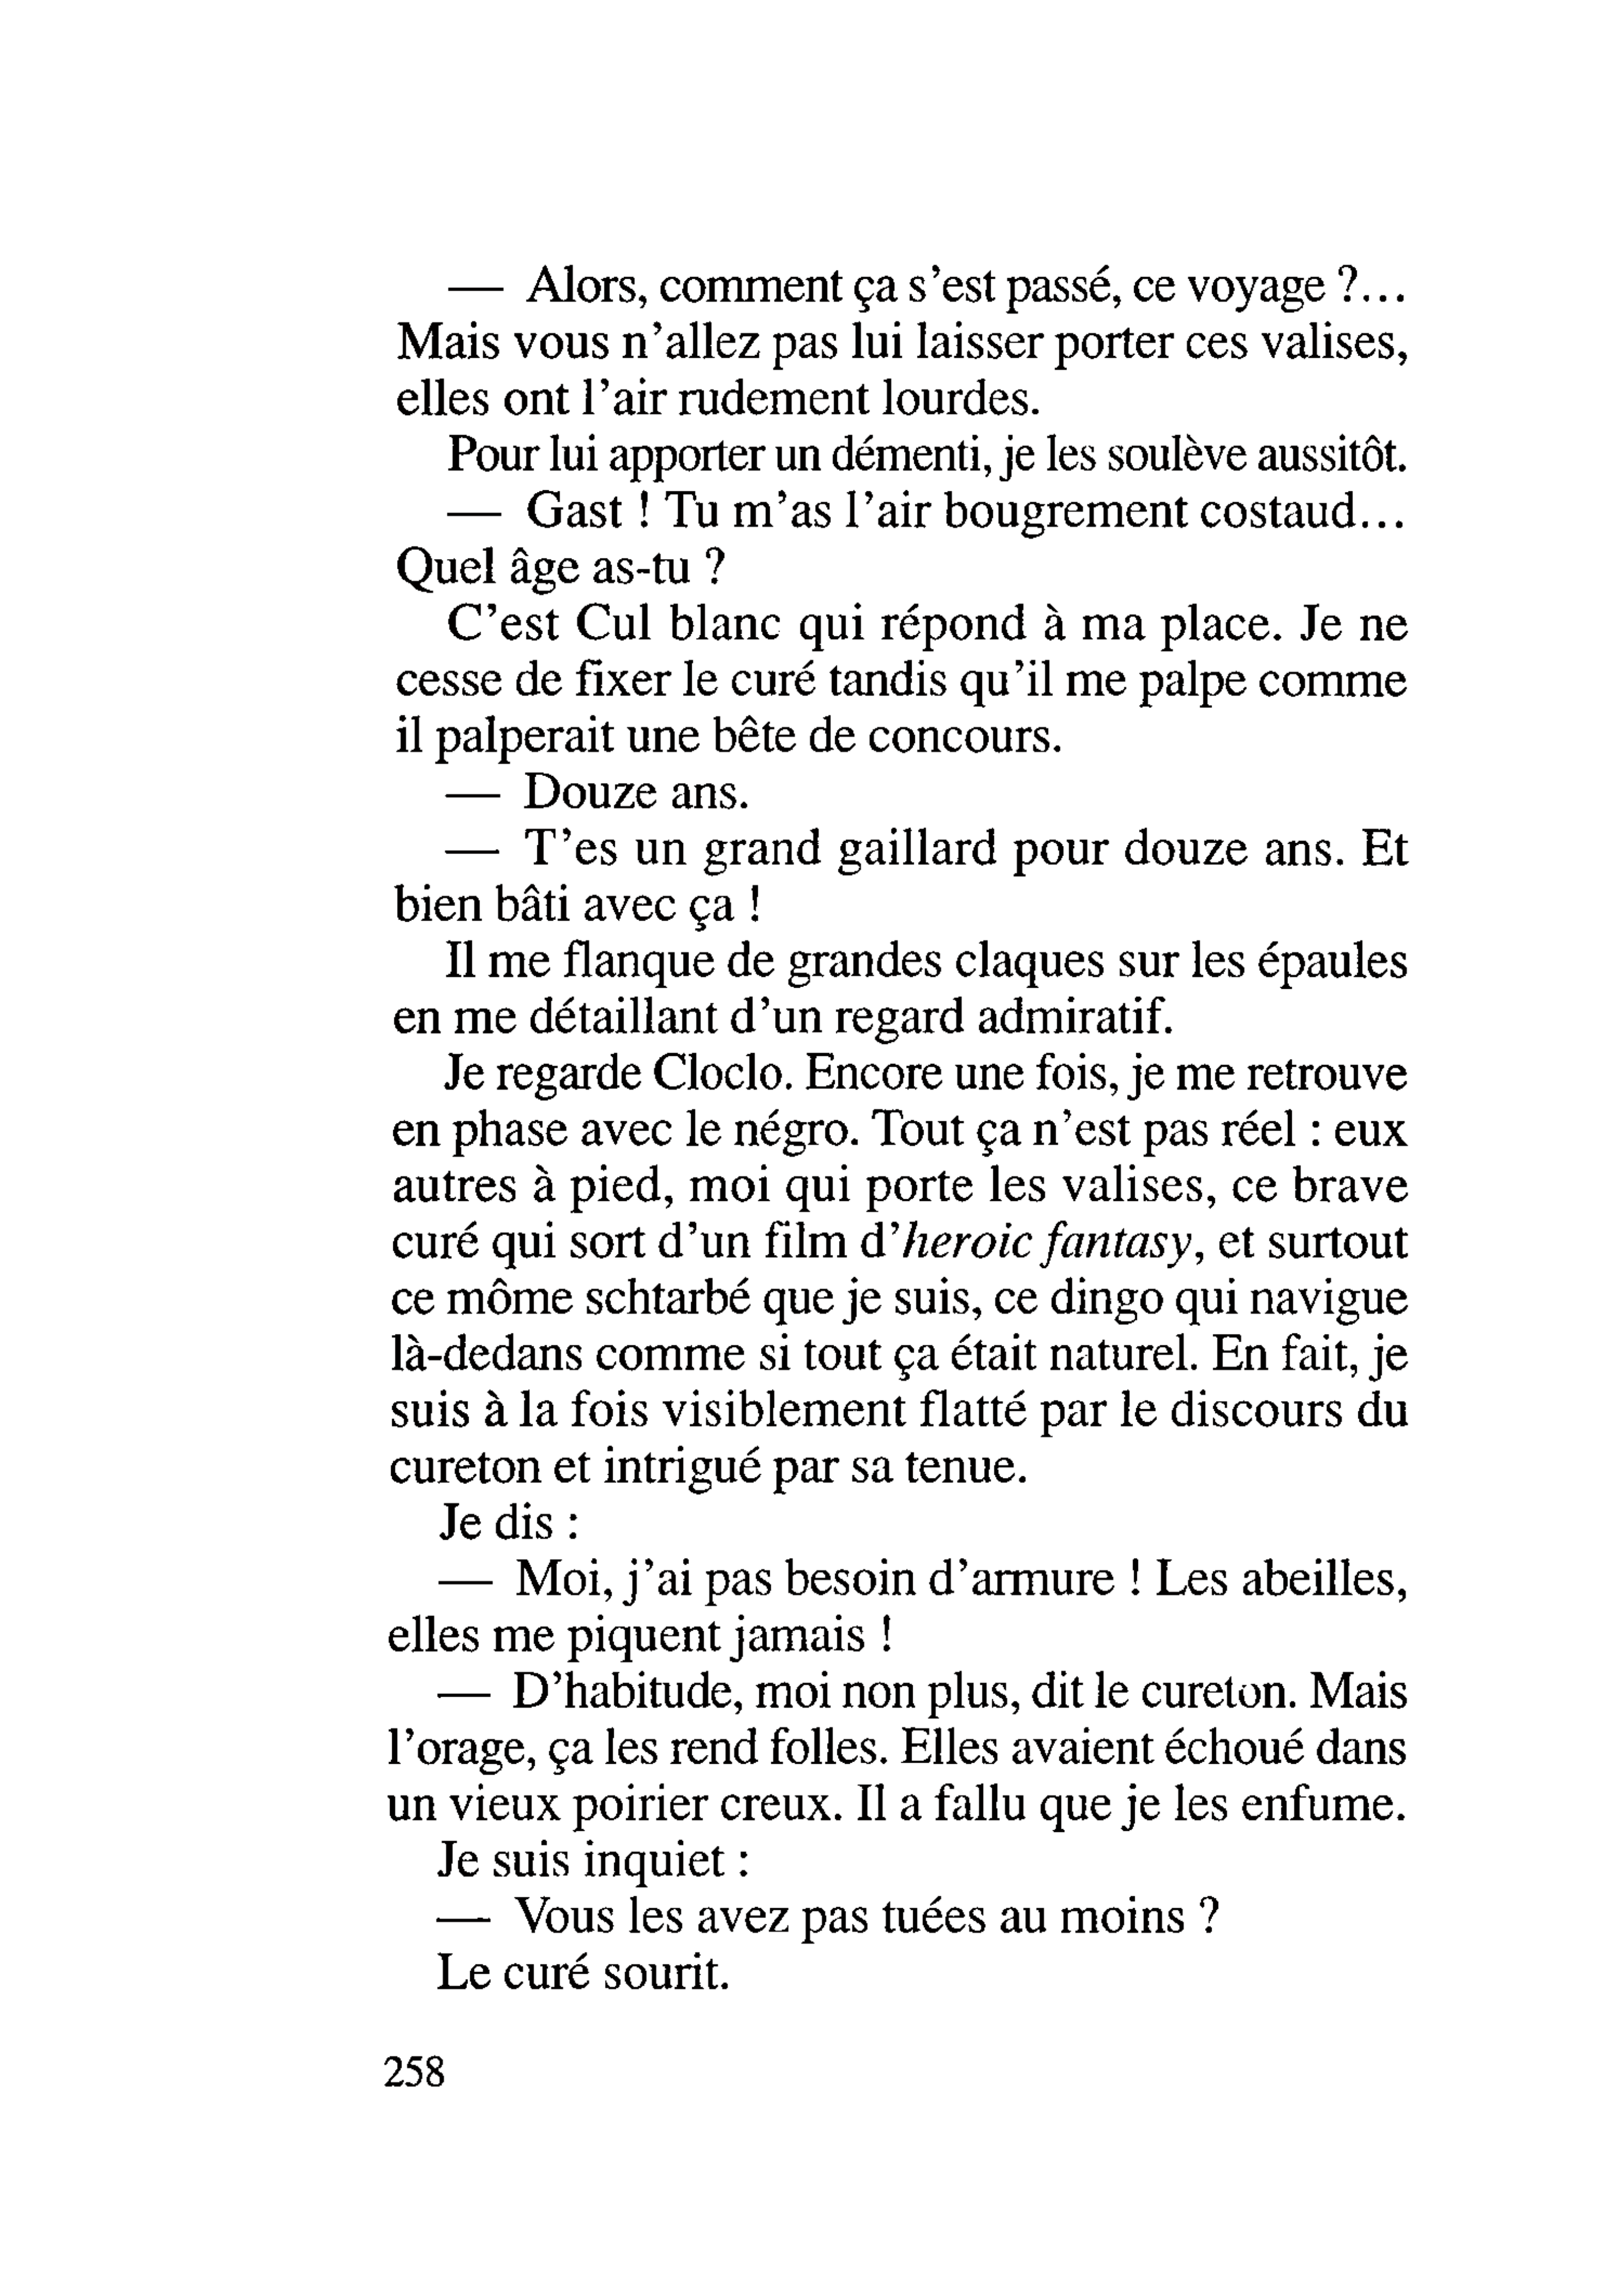 — Alors, comment ça s’est passé, ce voyage ?…
Mais vous n’allez pas lui laisser porter ces valises,
elles ont l’air rudement lourdes.
Pour lui apporter un démenti, je les soulève aussitôt.
— Gast ! Tu m’as l’air bougrement costaud…
Quel âge as-tu ?
C’est Cul blanc qui répond à ma place. Je ne
cesse de fixer le curé tandis qu’il me palpe comme
il palperait une bête de concours.
— Douze ans.
— T’es un grand gaillard pour douze ans. Et
bien bâti avec ça !
Il me flanque de grandes claques sur les épaules
en me détaillant d’un regard admiratif.
Je regarde Cloclo. Encore une fois, je me retrouve
en phase avec le négro. Tout ça n’est pas réel : eux
autres à pied, moi qui porte les valises, ce brave
curé qui sort d’un film d’heroic fantasy, et surtout
ce môme schtarbé que je suis, ce dingo qui navigue
là-dedans comme si tout ça était naturel. En fait, je
suis à la fois visiblement flatté par le discours du
cureton et intrigué par sa tenue.
Je dis :
— Moi, j’ai pas besoin d’armure ! Les abeilles,
elles me piquent jamais !
— D’habitude, moi non plus, dit le cureton. Mais
l’orage, ça les rend folles. Elles avaient échoué dans
un vieux poirier creux. Il a fallu que je les enfume.
Je suis inquiet :
— Vous les avez pas tuées au moins ?
Le curé sourit.
258